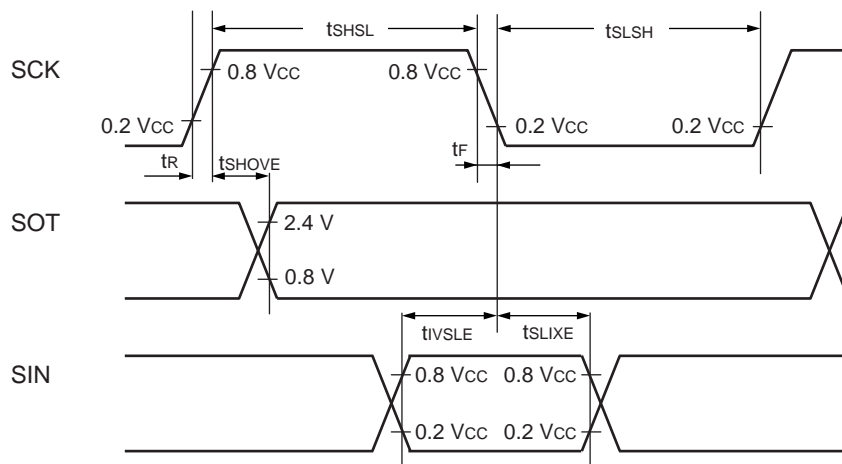 tSHSL
tSLSH
SCK
0.8 VCC
0.8 VCC
0.2 VCC
0.2 VCC
0.2 VCC
tR
tSHOVE
tF
SOT
2.4 V
0.8 V
tIVSLE
tSLIXE
SIN
0.8 VCC
0.8 VCC
0.2 VCC
0.2 VCC